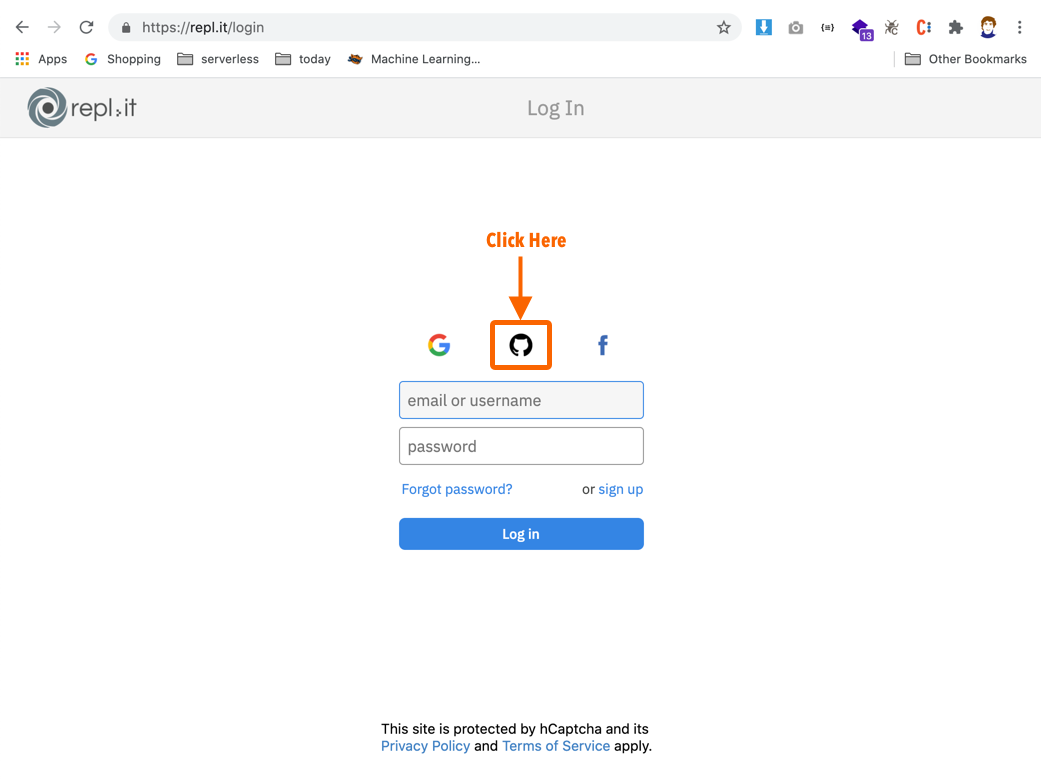 https://repl.it/login
13
Apps
Shopping
serverless
today
Machine Learning...
Other Bookmarks
repl.it
Log In
Click Here
email or username
password
Forgot password?
or sign up
Log in
This site is protected by hCaptcha and its
Privacy Policy and Terms of Service apply.